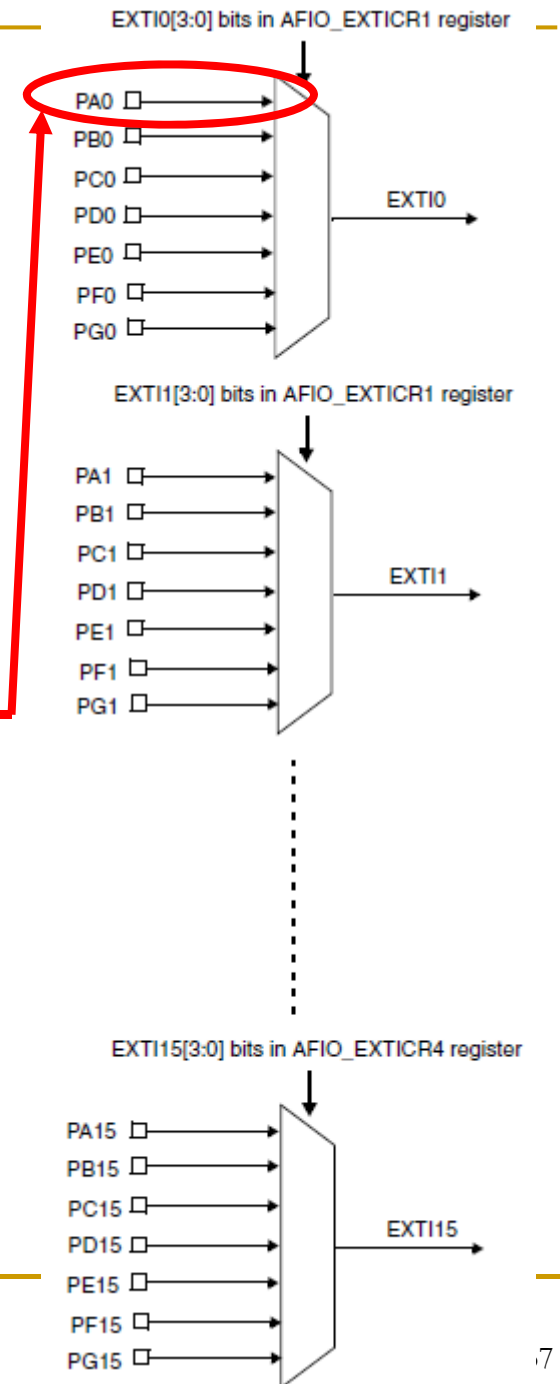 EXTI0[3:0] bits in AFIO_EXTICR1 register
PA0
PB0
PC0
PD0
PE0
PF0
PG0
EXTI0
EXTI1[3:0] bits in AFIO_EXTICR1 register
PA1
PB1
PC1
PD1
PE1
PF1
PG1
EXTI1
EXTI15[3:0] bits in AFIO_EXTICR4 register
PA15
PB15
PC15
PD15
PE15
PF15
PG15
EXTI15